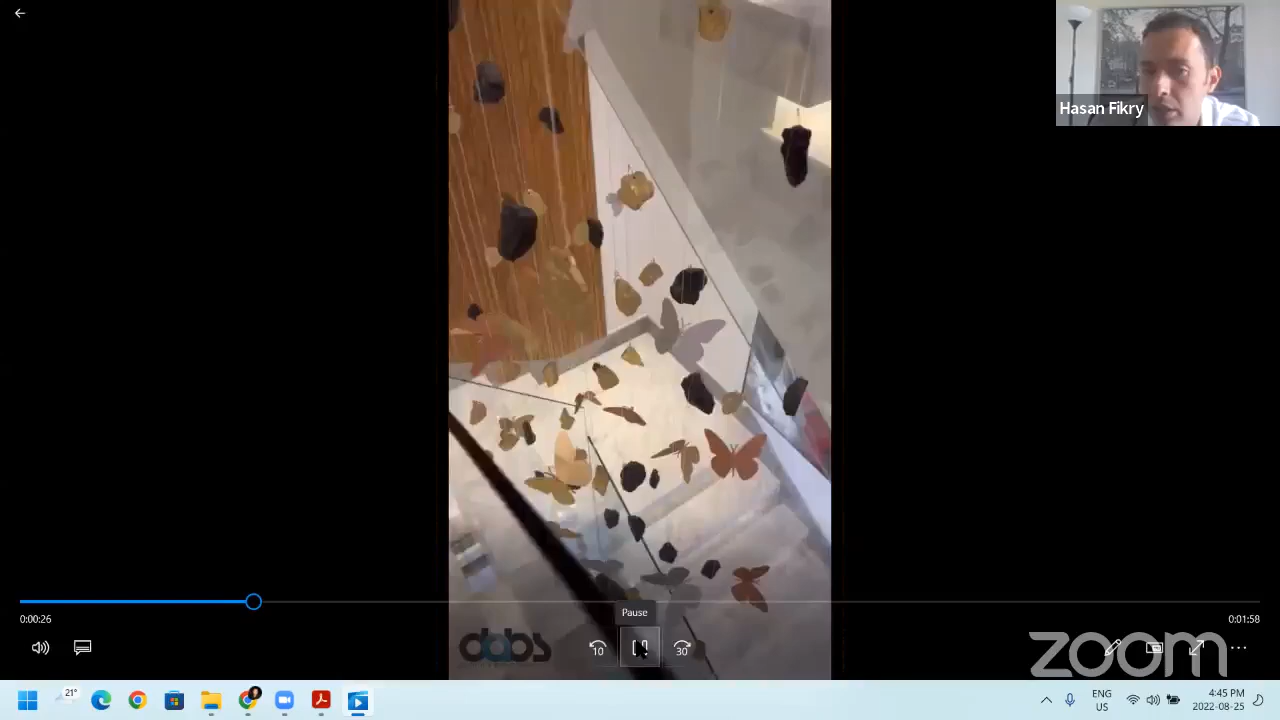 Hasan Fikry
Pause
0:00:26
0:01:58
10
30
dabs
zoom
21°
ENG
US
4:45 PM
2022-08-25